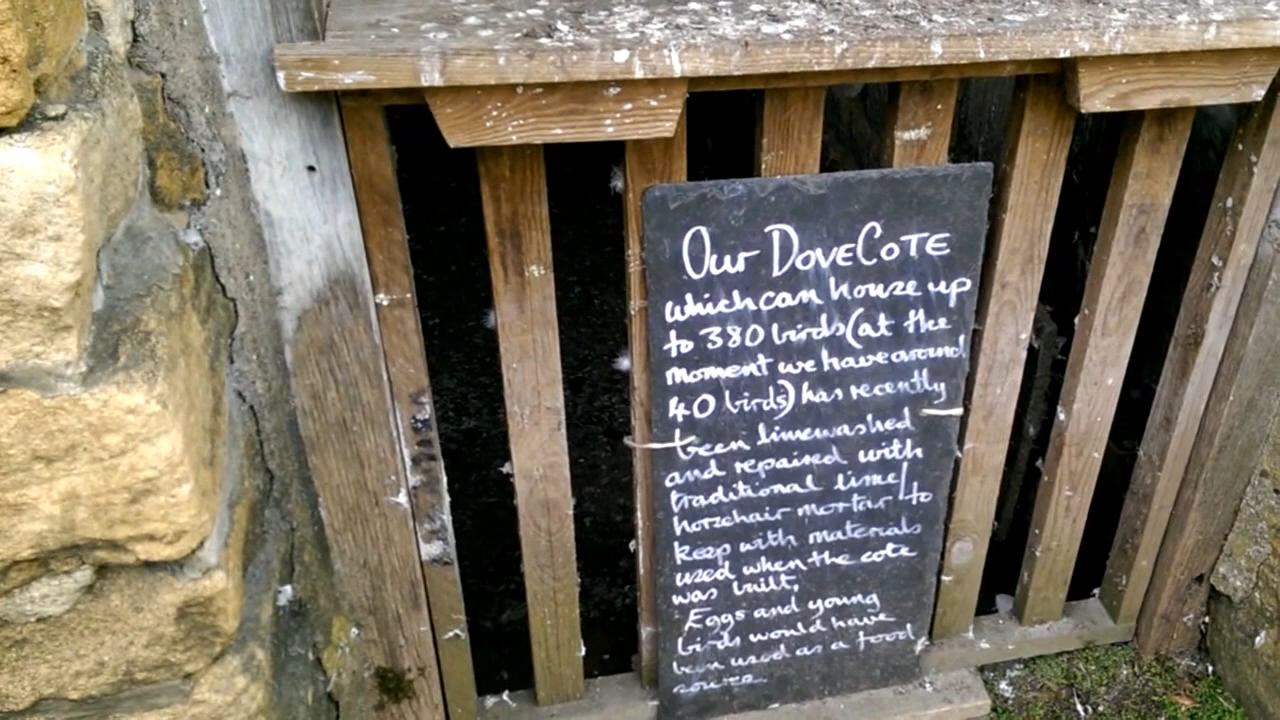 Our DOVECOTE
which can house up
to 380 birds (at the
moment we have around
40 birds) has recently
been limewashed
and repaired with
traditional lime/
horsehair mortar to
keep with materials
used when the cote
was built,
Eggs and young
birds would have
been used as a food
source.